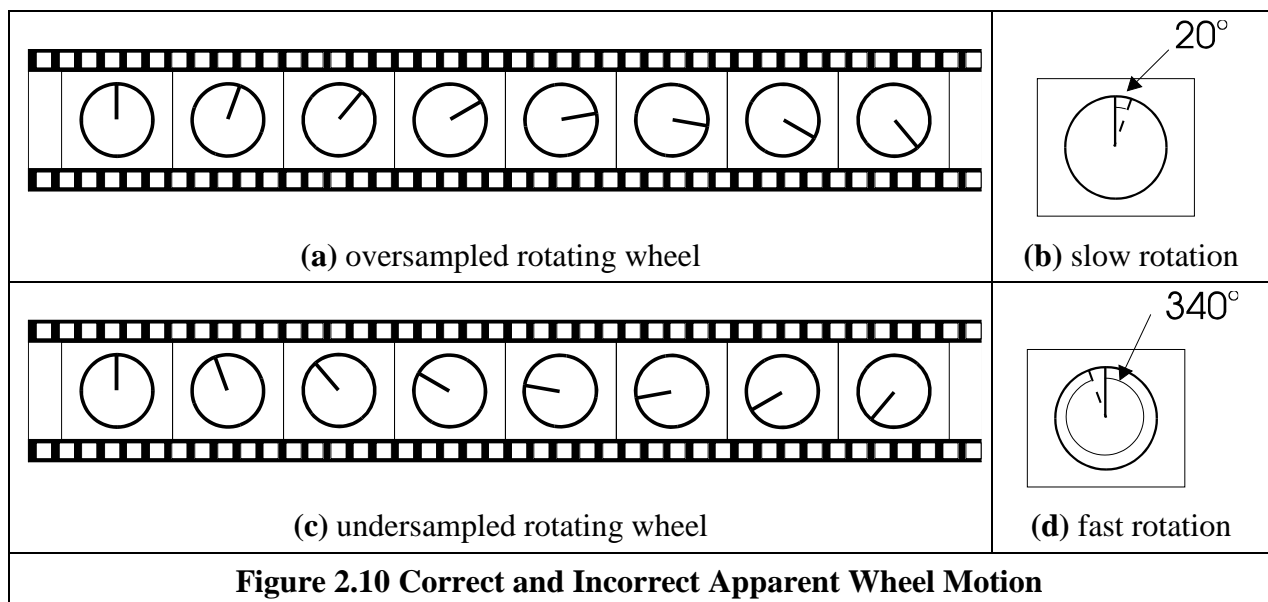 20°
(a) oversampled rotating wheel
(b) slow rotation
340°
(c) undersampled rotating wheel
(d) fast rotation
Figure 2.10 Correct and Incorrect Apparent Wheel Motion